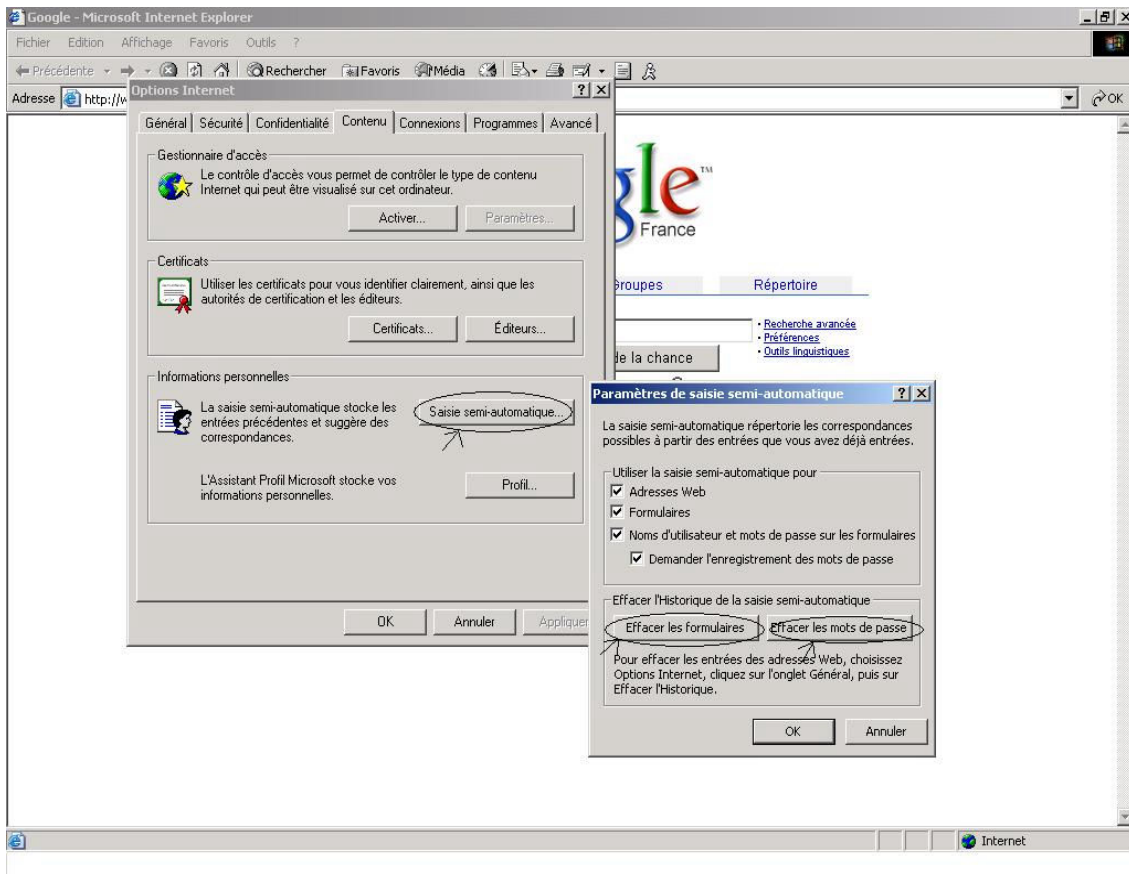 Google - Microsoft Internet Explorer
Fichier Edition Affichage Favoris Outils ?
Précédente Rechercher Favoris Média
Adresse http://w OK
Options Internet
Général Sécurité Confidentialité Contenu Connexions Programmes Avancé
Gestionnaire d'accès
Le contrôle d'accès vous permet de contrôler le type de contenu
Internet qui peut être visualisé sur cet ordinateur.
Activer... Paramètres...
Certificats
Utiliser les certificats pour vous identifier clairement, ainsi que les
autorités de certification et les éditeurs.
Certificats... Éditeurs...
Informations personnelles
La saisie semi-automatique stocke les
entrées précédentes et suggère des
correspondances.
Saisie semi-automatique...
L'Assistant Profil Microsoft stocke vos
informations personnelles.
Profil...
OK Annuler Appliquer
gle™
France
Groupes Répertoire
• Recherche avancée
• Préférences
• Outils linguistiques
de la chance
Paramètres de saisie semi-automatique
La saisie semi-automatique répertorie les correspondances
possibles à partir des entrées que vous avez déjà entrées.
Utiliser la saisie semi-automatique pour
Adresses Web
Formulaires
Noms d'utilisateur et mots de passe sur les formulaires
Demander l'enregistrement des mots de passe
Effacer l'Historique de la saisie semi-automatique
Effacer les formulaires Effacer les mots de passe
Pour effacer les entrées des adresses Web, choisissez
Options Internet, cliquez sur l'onglet Général, puis sur
Effacer l'Historique.
OK Annuler
Internet